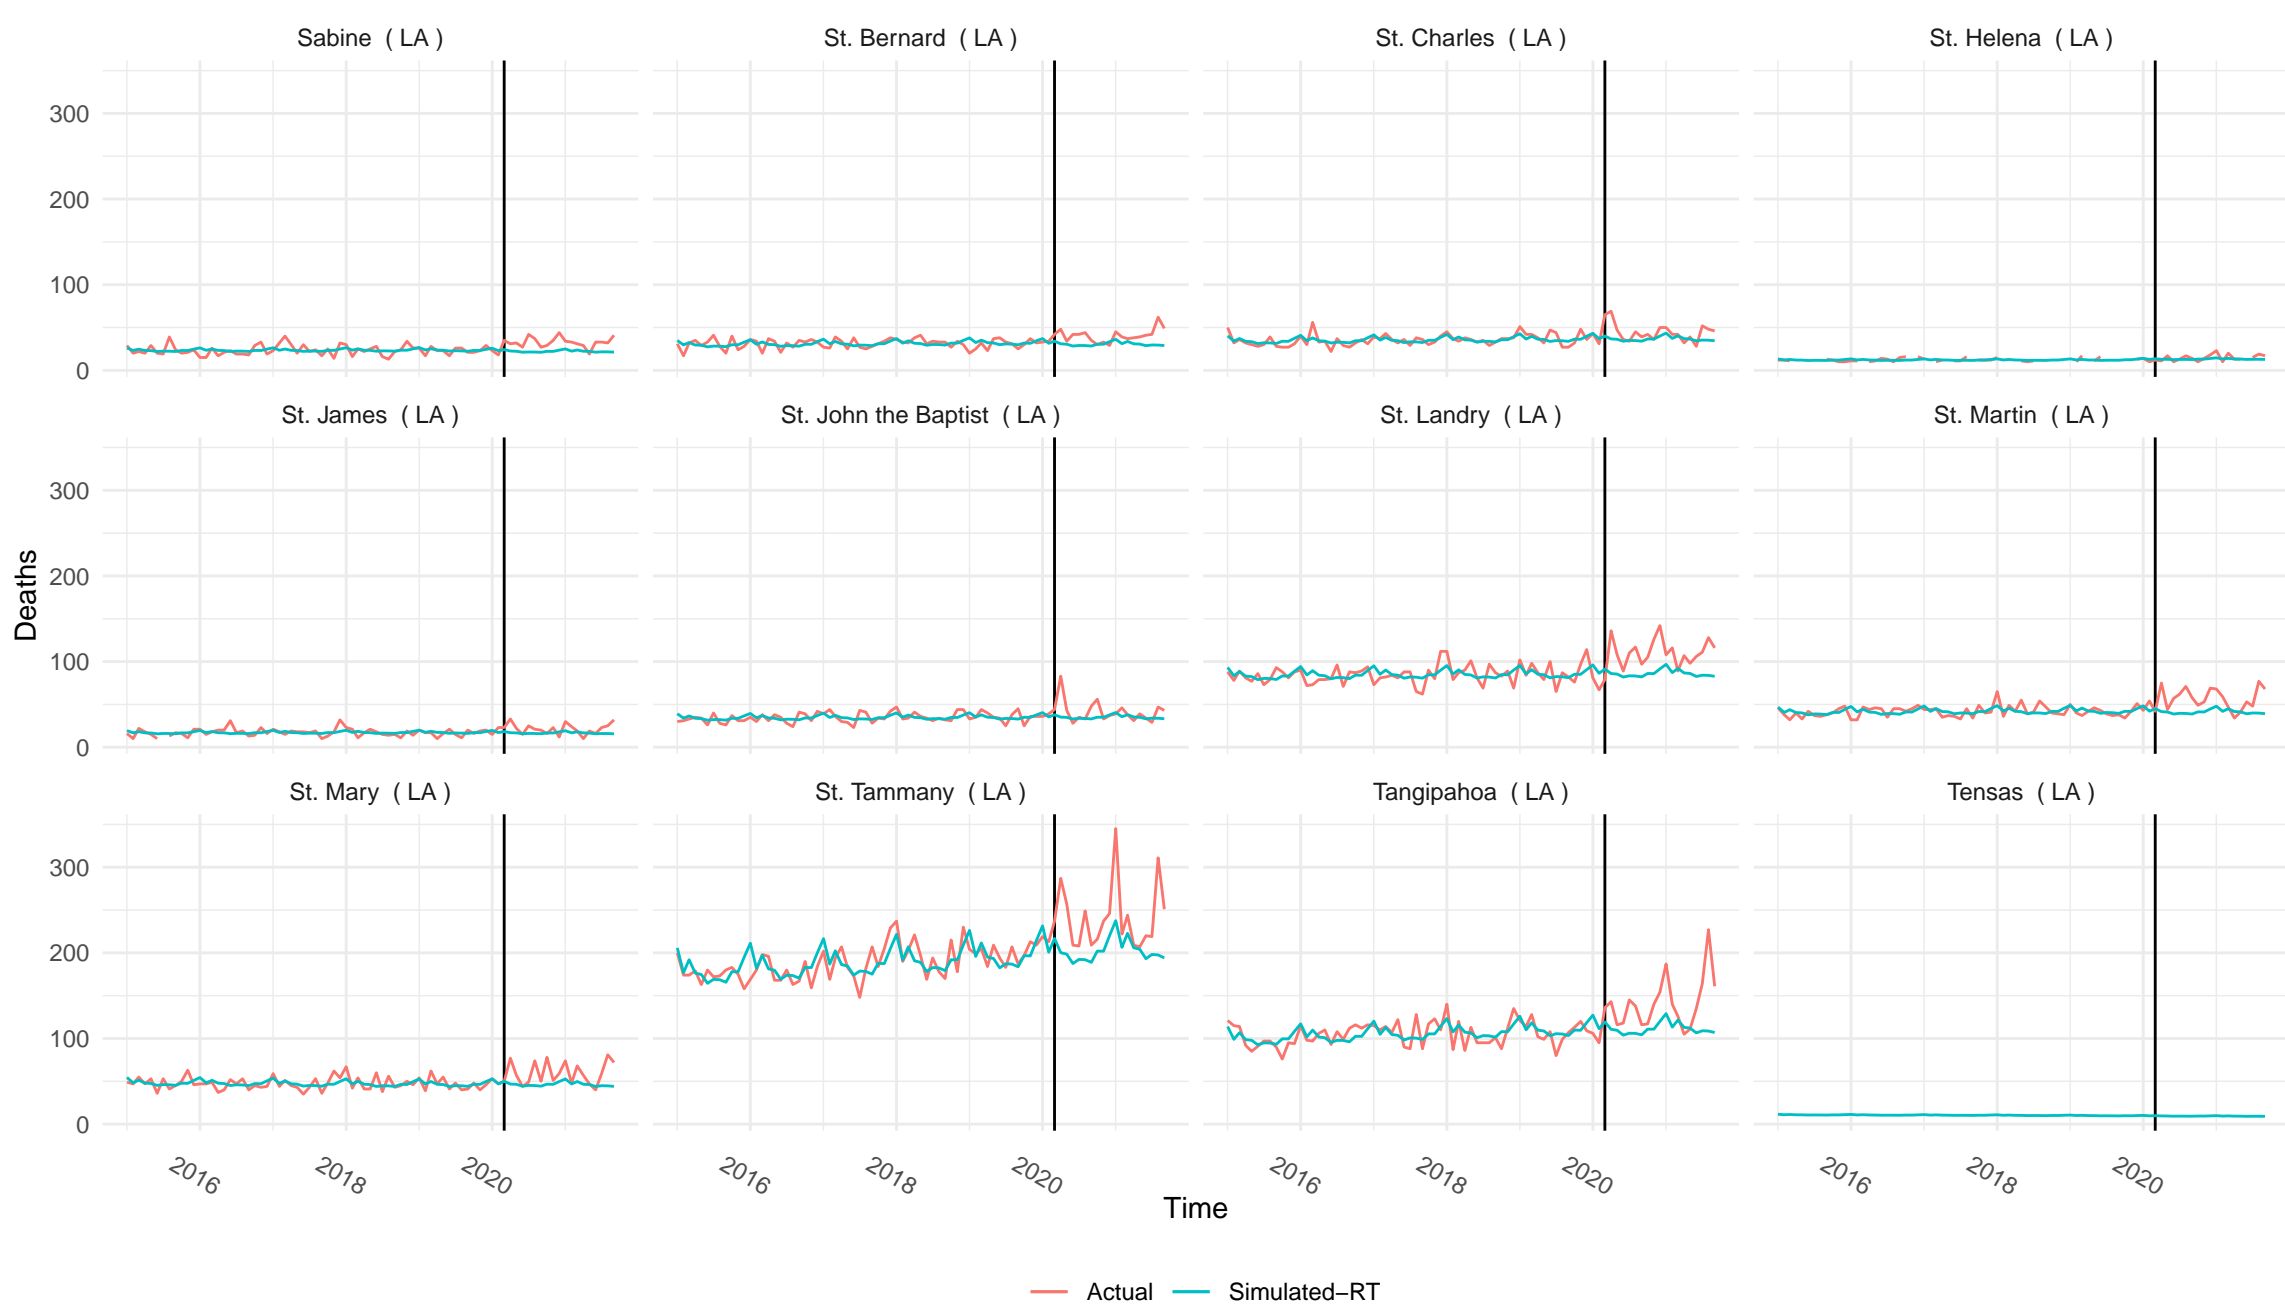 Sabine  ( LA )
St. Bernard  ( LA )
St. Charles  ( LA )
St. Helena  ( LA )
300
200
100
0
St. James  ( LA )
St. John the Baptist  ( LA )
St. Landry  ( LA )
St. Martin  ( LA )
300
200
100
0
Deaths
St. Mary  ( LA )
St. Tammany  ( LA )
Tangipahoa  ( LA )
Tensas  ( LA )
300
200
100
0
2016 2018 2020 2016 2018 2020 2016 2018 2020 2016 2018 2020
Time
Actual Simulated−RT